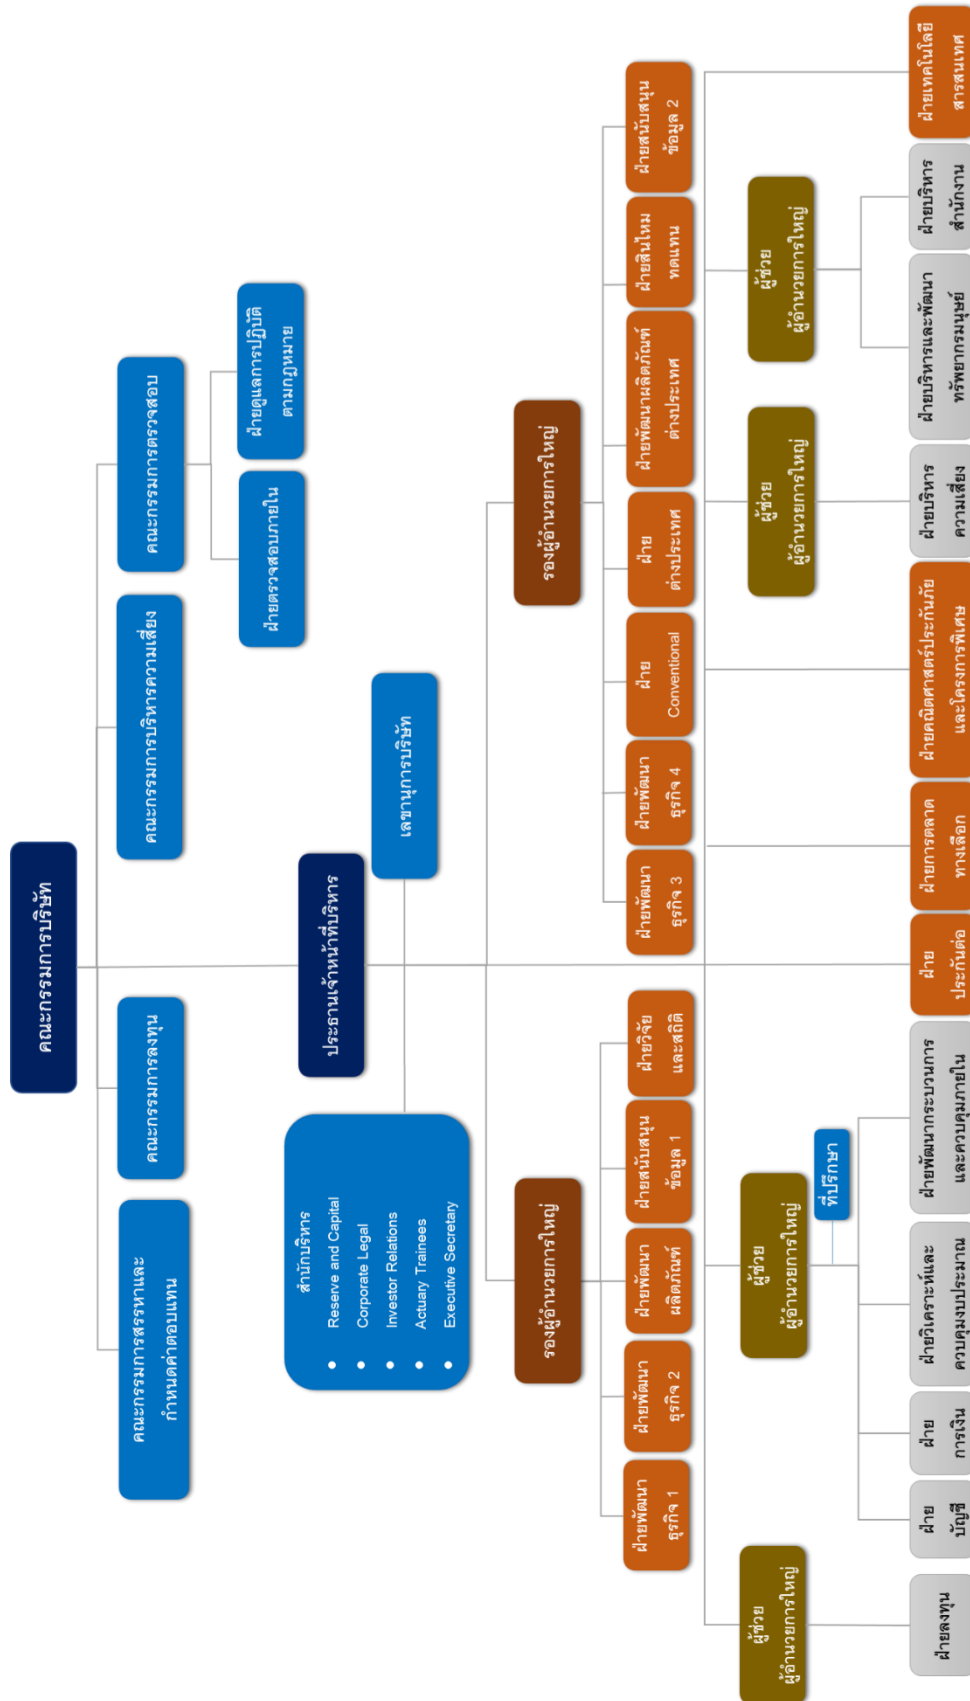 คณะกรรมการบริษัท
คณะกรรมการสรรหาและ
กำหนดค่าตอบแทน
คณะกรรมการลงทุน
คณะกรรมการบริหารความเสี่ยง
คณะกรรมการตรวจสอบ
ฝ่ายตรวจสอบภายใน
ฝ่ายดูแลการปฏิบัติ
ตามกฎหมาย
ประธานเจ้าหน้าที่บริหาร
เลขานุการบริษัท
สำนักบริหาร
• Reserve and Capital
• Corporate Legal
• Investor Relations
• Actuary Trainees
• Executive Secretary
รองผู้อำนวยการใหญ่
รองผู้อำนวยการใหญ่
ฝ่ายพัฒนา
ธุรกิจ 1
ฝ่ายพัฒนา
ธุรกิจ 2
ฝ่ายพัฒนา
ผลิตภัณฑ์
ฝ่ายสนับสนุน
ข้อมูล 1
ฝ่ายวิจัย
และสถิติ
ฝ่ายพัฒนา
ธุรกิจ 3
ฝ่ายพัฒนา
ธุรกิจ 4
ฝ่าย
Conventional
ฝ่าย
ต่างประเทศ
ฝ่ายพัฒนาผลิตภัณฑ์
ต่างประเทศ
ฝ่ายสินไหม
ทดแทน
ฝ่ายสนับสนุน
ข้อมูล 2
ผู้ช่วย
ผู้อำนวยการใหญ่
ผู้ช่วย
ผู้อำนวยการใหญ่
ที่ปรึกษา
ผู้ช่วย
ผู้อำนวยการใหญ่
ผู้ช่วย
ผู้อำนวยการใหญ่
ฝ่ายลงทุน
ฝ่าย
บัญชี
ฝ่าย
การเงิน
ฝ่ายวิเคราะห์และ
ควบคุมงบประมาณ
ฝ่ายพัฒนากระบวนการ
และควบคุมภายใน
ฝ่าย
ประกันต่อ
ฝ่ายการตลาด
ทางเลือก
ฝ่ายคณิตศาสตร์ประกันภัย
และโครงการพิเศษ
ฝ่ายบริหาร
ความเสี่ยง
ฝ่ายบริหารและพัฒนา
ทรัพยากรมนุษย์
ฝ่ายบริหาร
สำนักงาน
ฝ่ายเทคโนโลยี
สารสนเทศ